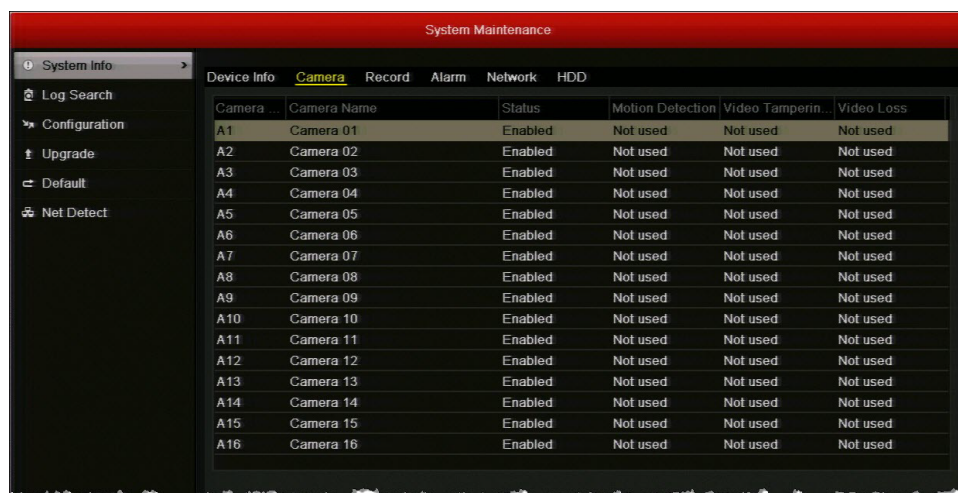 System Maintenance
System Info
Log Search
Configuration
Upgrade
Default
Net Detect
Device Info Camera Record Alarm Network HDD
Camera ... Camera Name Status Motion Detection Video Tamperin... Video Loss
A1 Camera 01 Enabled Not used Not used Not used
A2 Camera 02 Enabled Not used Not used Not used
A3 Camera 03 Enabled Not used Not used Not used
A4 Camera 04 Enabled Not used Not used Not used
A5 Camera 05 Enabled Not used Not used Not used
A6 Camera 06 Enabled Not used Not used Not used
A7 Camera 07 Enabled Not used Not used Not used
A8 Camera 08 Enabled Not used Not used Not used
A9 Camera 09 Enabled Not used Not used Not used
A10 Camera 10 Enabled Not used Not used Not used
A11 Camera 11 Enabled Not used Not used Not used
A12 Camera 12 Enabled Not used Not used Not used
A13 Camera 13 Enabled Not used Not used Not used
A14 Camera 14 Enabled Not used Not used Not used
A15 Camera 15 Enabled Not used Not used Not used
A16 Camera 16 Enabled Not used Not used Not used